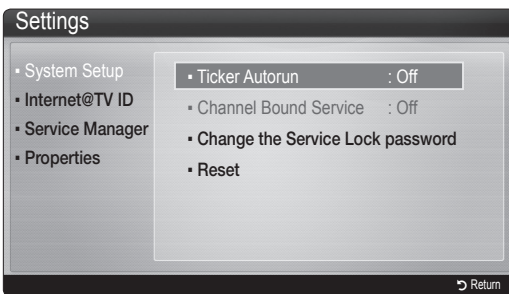 Settings
▪ System Setup
▪ Internet@TV ID
▪ Service Manager
▪ Properties
▪ Ticker Autorun : Off
▪ Channel Bound Service : Off
▪ Change the Service Lock password
▪ Reset
Return